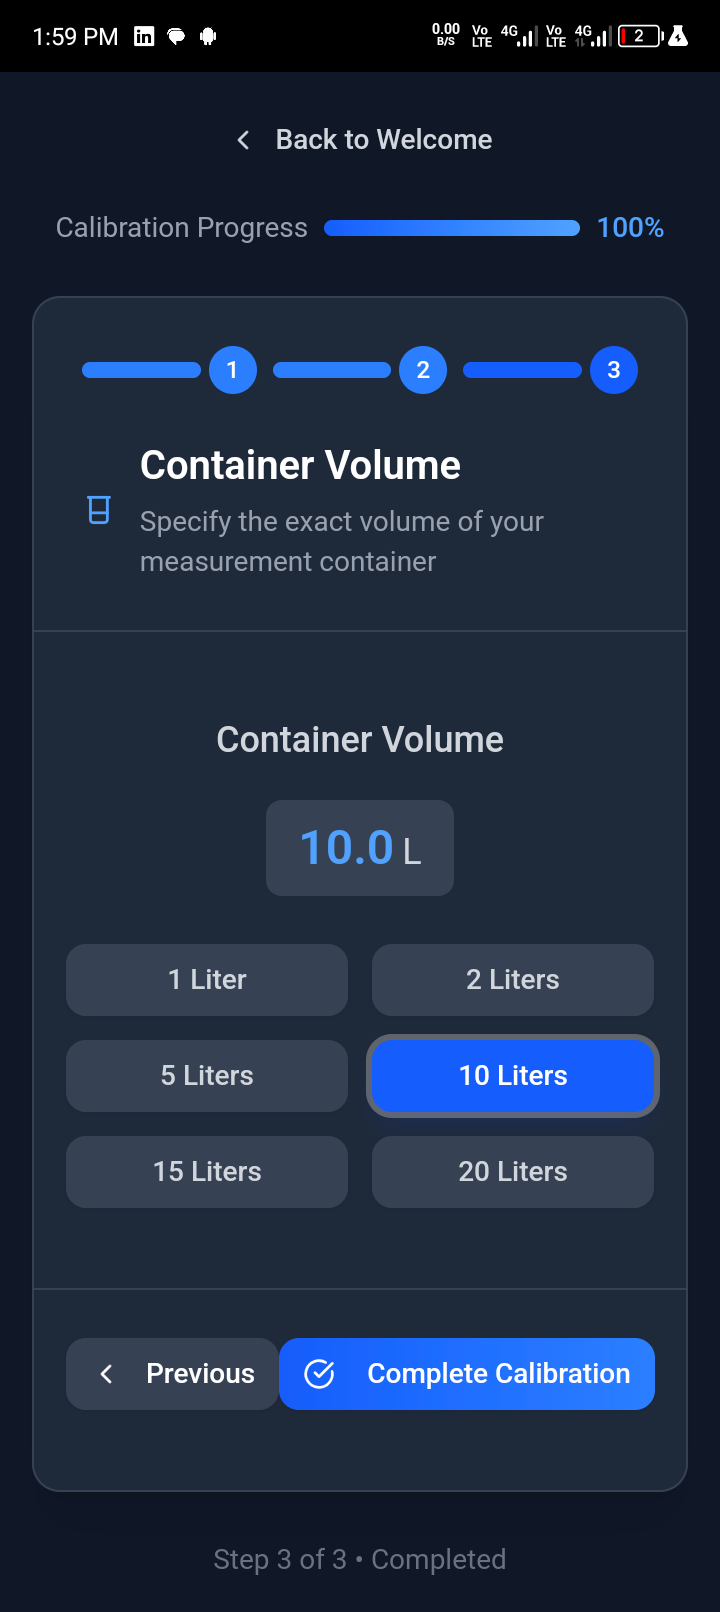 1:59 PM in 0.00 B/S Vo LTE 4G Vo LTE 4G 2
Back to Welcome
Calibration Progress 100%
1 2 3
Container Volume
Specify the exact volume of your
measurement container
Container Volume
10.0 L
1 Liter 2 Liters
5 Liters 10 Liters
15 Liters 20 Liters
Previous Complete Calibration
Step 3 of 3 • Completed